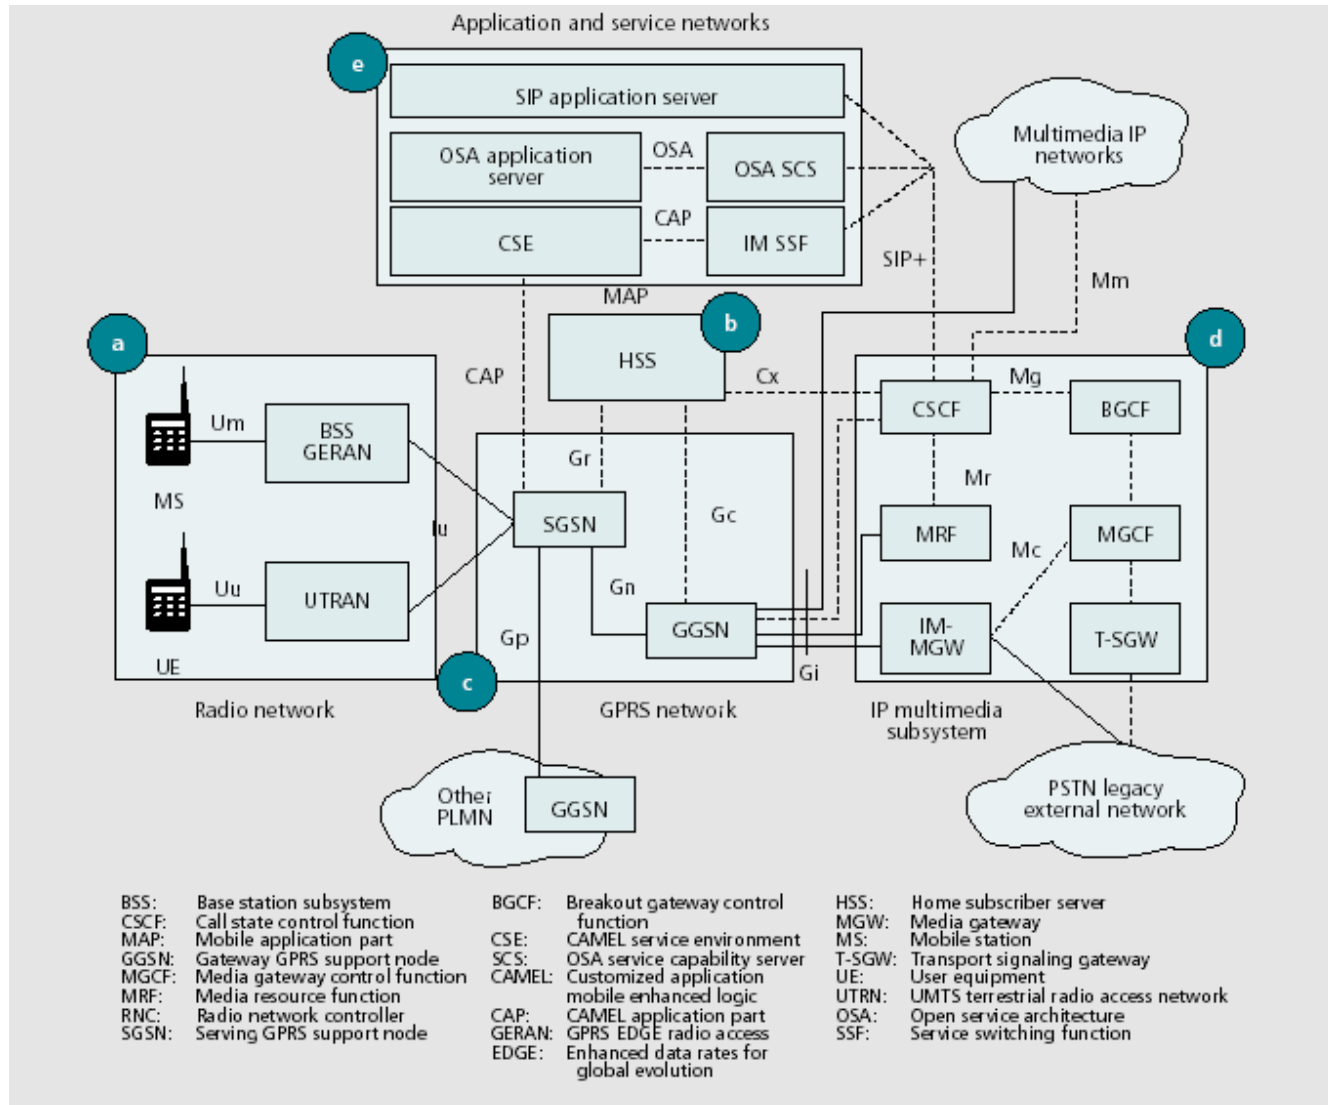 Application and service networks
e
SIP application server
OSA application
server
OSA
OSA SCS
CSE
CAP
IM SSF
Multimedia IP
networks
SIP+
Mm
MAP
a
b
d
HSS
CAP
Cx
Mg
CSCF
BGCF
Um
BSS
GERAN
MS
Gr
Gc
Mr
Iu
SGSN
MRF
Mc
MGCF
Uu
UTRAN
UE
Gn
GGSN
Gp
Gi
IM-
MGW
T-SGW
c
Radio network
GPRS network
IP multimedia
subsystem
Other
PLMN
GGSN
PSTN legacy
external network
BSS: Base station subsystem
CSCF: Call state control function
MAP: Mobile application part
GGSN: Gateway GPRS support node
MGCF: Media gateway control function
MRF: Media resource function
RNC: Radio network controller
SGSN: Serving GPRS support node
BGCF: Breakout gateway control
function
CSE: CAMEL service environment
SCS: OSA service capability server
CAMEL: Customized application
mobile enhanced logic
CAP: CAMEL application part
GERAN: GPRS EDGE radio access
EDGE: Enhanced data rates for
global evolution
HSS: Home subscriber server
MGW: Media gateway
MS: Mobile station
T-SGW: Transport signaling gateway
UE: User equipment
UTRN: UMTS terrestrial radio access network
OSA: Open service architecture
SSF: Service switching function